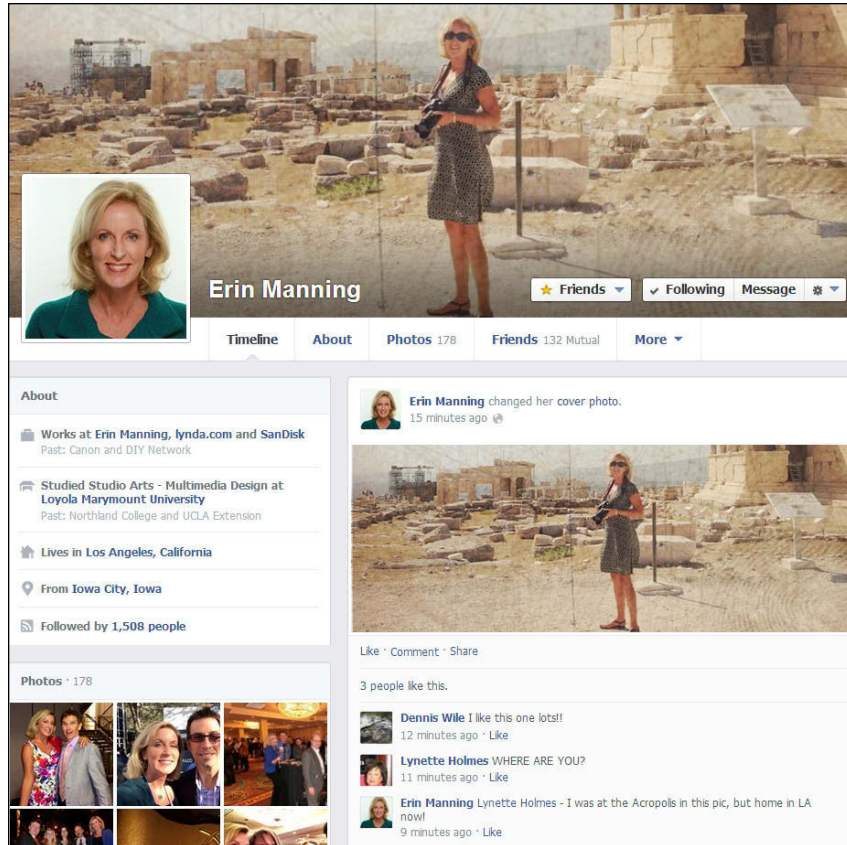 Erin Manning
Friends
Following
Message
Timeline
About
Photos 178
Friends 132 Mutual
More
About
Works at Erin Manning, lynda.com and SanDisk
Past: Canon and DIY Network
Studied Studio Arts - Multimedia Design at
Loyola Marymount University
Past: Northland College and UCLA Extension
Lives in Los Angeles, California
From Iowa City, Iowa
Followed by 1,508 people
Photos · 178
Erin Manning changed her cover photo.
15 minutes ago
Like · Comment · Share
3 people like this.
Dennis Wile I like this one lots!!
12 minutes ago · Like
Lynette Holmes WHERE ARE YOU?
11 minutes ago · Like
Erin Manning Lynette Holmes - I was at the Acropolis in this pic, but home in LA
now!
9 minutes ago · Like